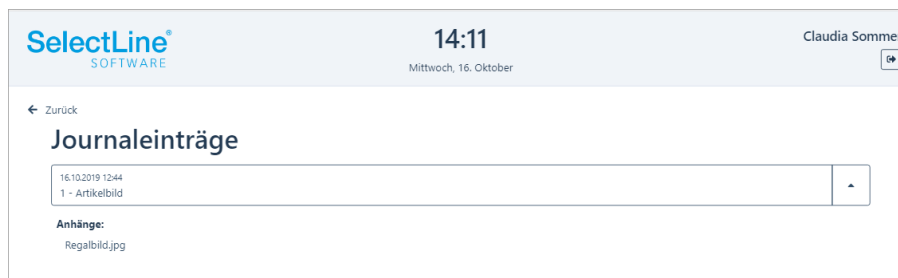 SelectLine®
SOFTWARE
14:11
Mittwoch, 16. Oktober
Claudia Sommer
Zurück
Journaleinträge
16.10.2019 12:44
1 - Artikelbild
Anhänge:
Regalbild.jpg